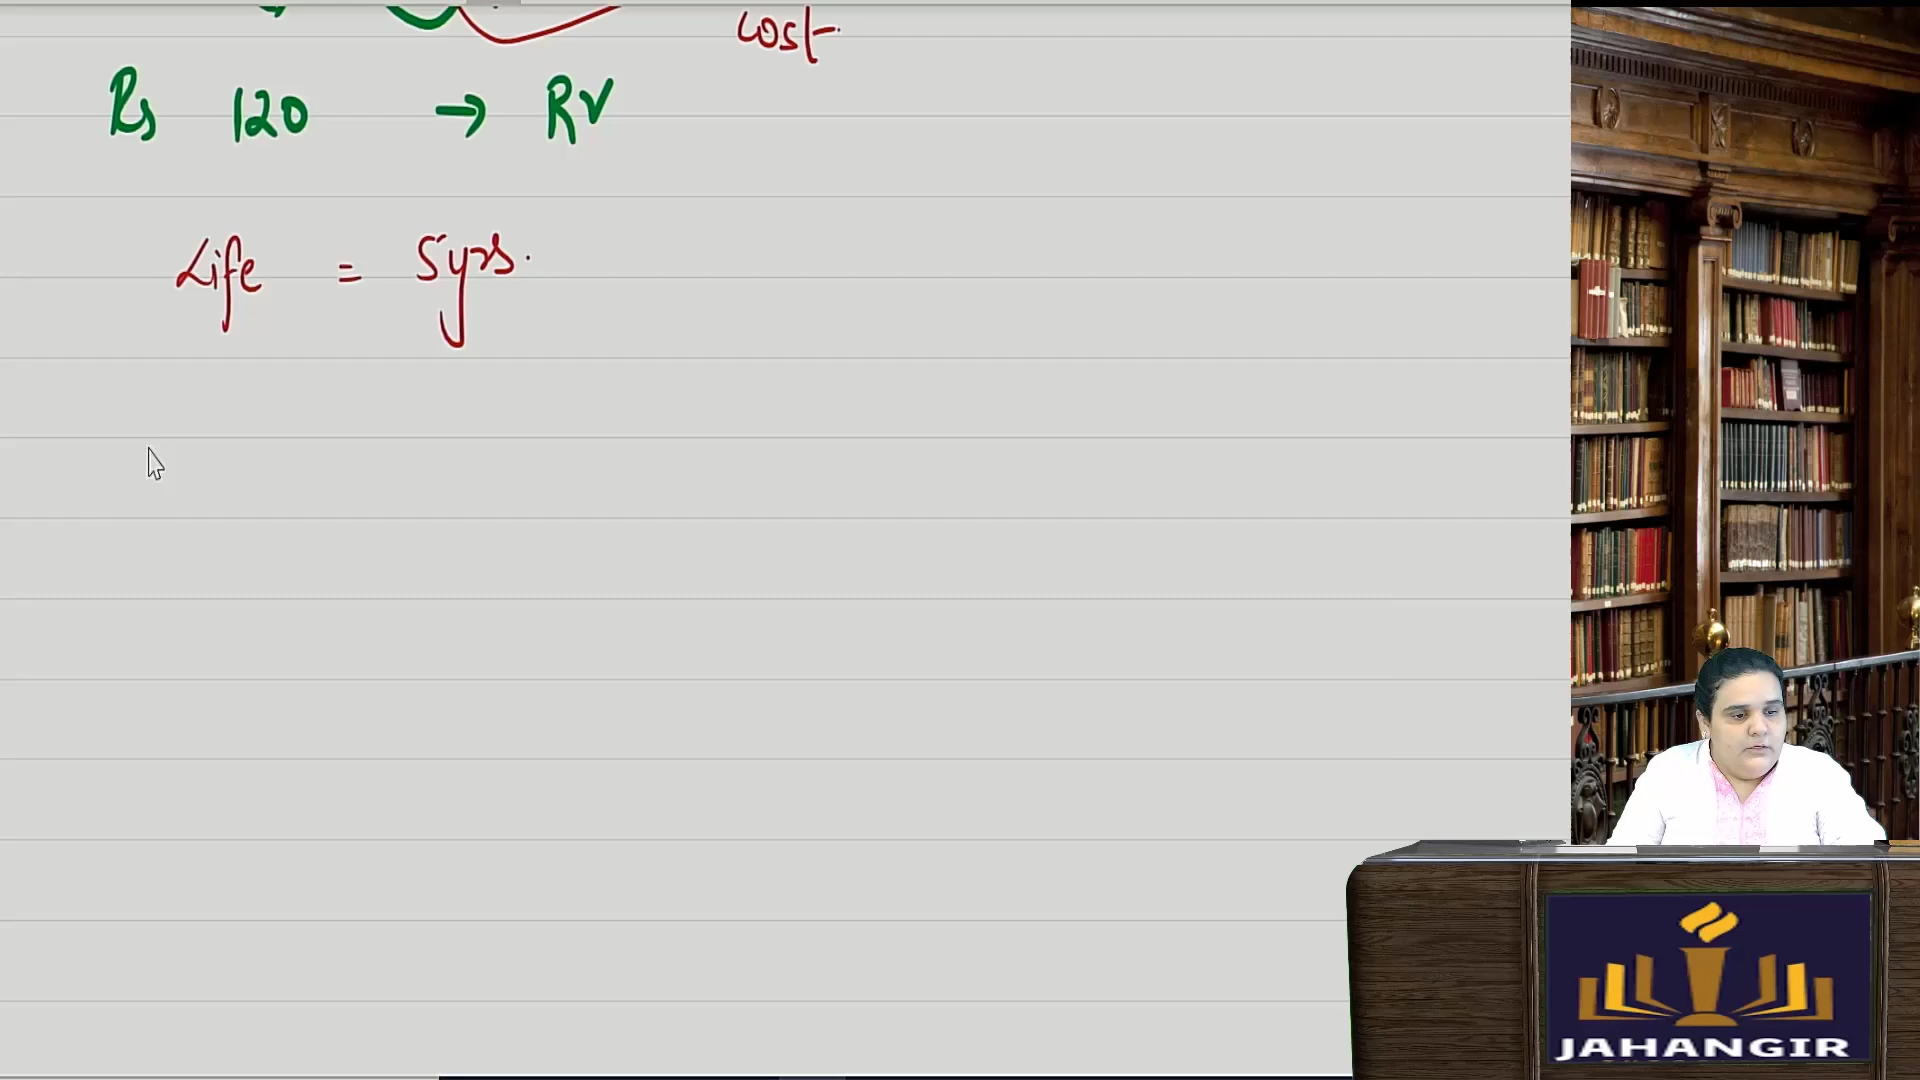 cost.
Rs 120 → RV
Life = 5yrs.
JAHANGIR